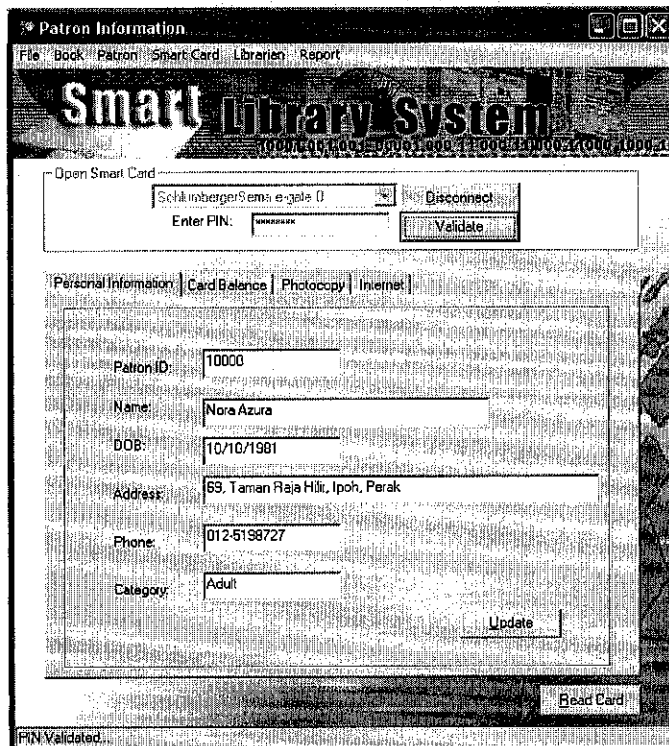 Patron Information
File Book Patron Smart Card Librarian Report
Smart Library System
Open Smart Card
SchlumbergerSema e-gate 0
Disconnect
Enter PIN: ********
Validate
Personal Information Card Balance Photocopy Internet
Patron ID: 10000
Name: Nora Azura
DOB: 10/10/1981
Address: 69, Taman Raja Hilir, Ipoh, Perak
Phone: 012-5198727
Category: Adult
Update
Read Card
PIN Validated...